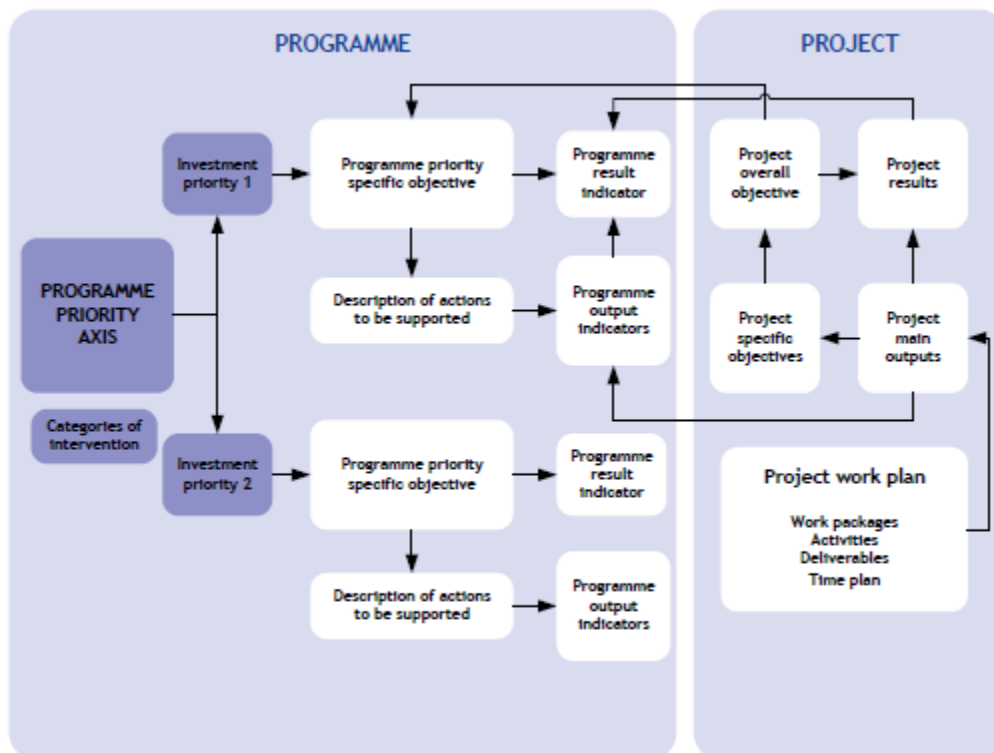 PROGRAMME
PROJECT
Investment
priority 1
Programme priority
specific objective
Programme
result
indicator
Project
overall
objective
Project
results
PROGRAMME
PRIORITY
AXIS
Description of actions
to be supported
Programme
output
indicators
Project
specific
objectives
Project
main
outputs
Categories of
intervention
Investment
priority 2
Programme priority
specific objective
Programme
result
indicator
Project work plan
Work packages
Activities
Deliverables
Time plan
Description of actions
to be supported
Programme
output
indicators